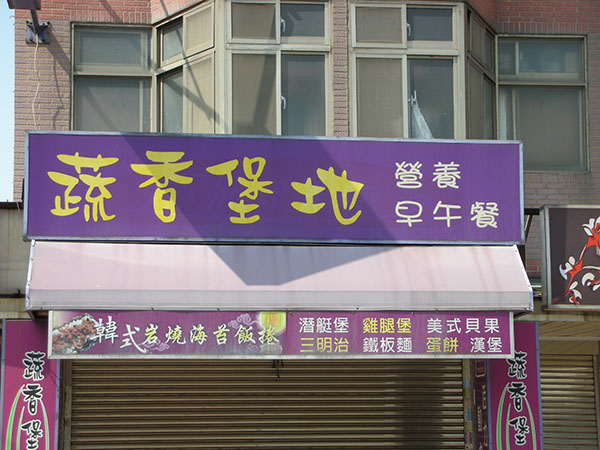 蔬香堡地
營養
早午餐
韓式岩燒海苔飯捲
潛艇堡 雞腿堡 美式貝果
三明治 鐵板麵 蛋餅 漢堡
蔬香堡
蔬香堡